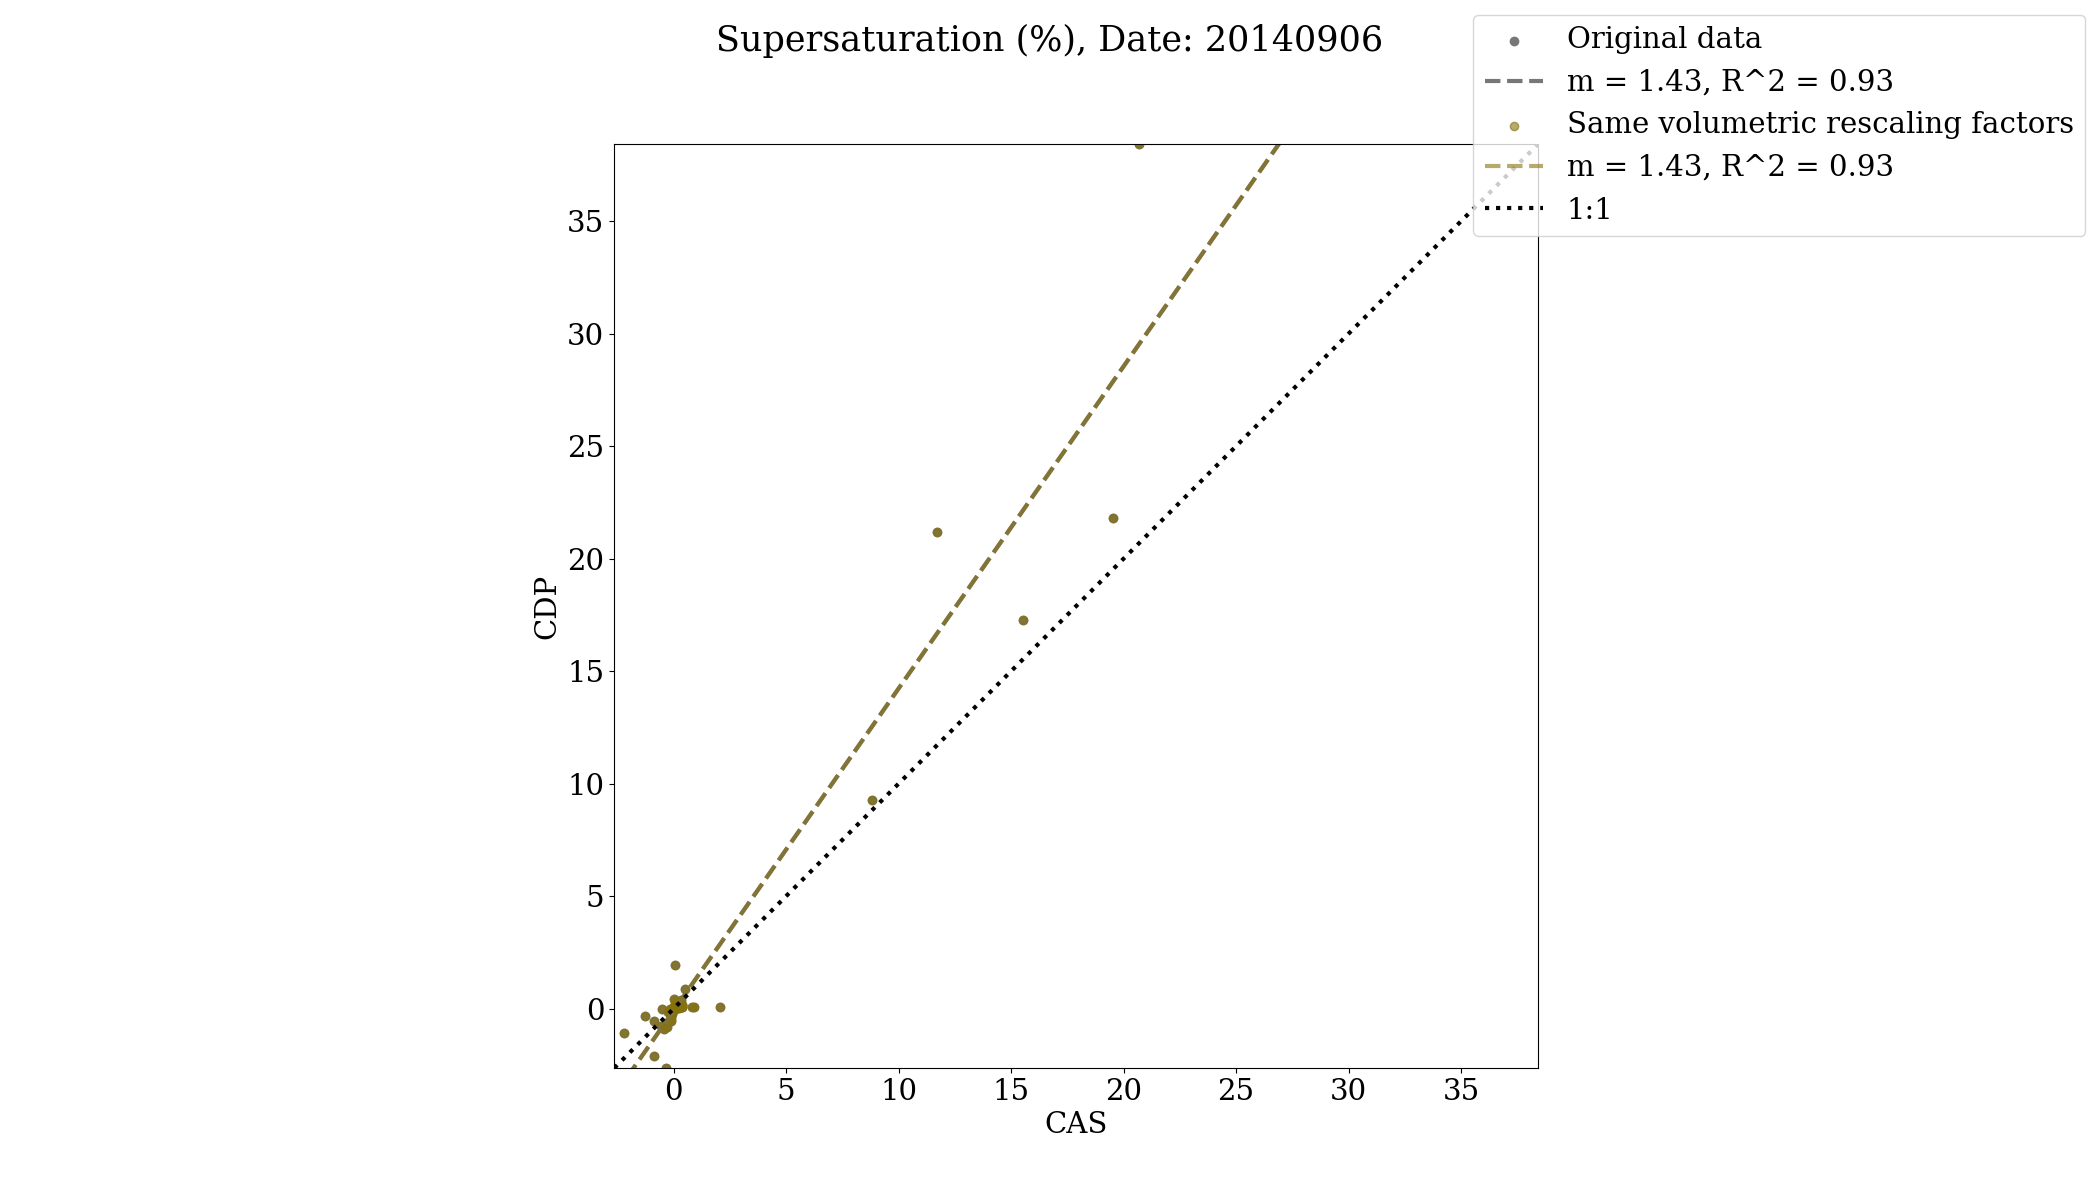 Supersaturation (%), Date: 20140906
Original data
m = 1.43, R^2 = 0.93
Same volumetric rescaling factors
m = 1.43, R^2 = 0.93
1:1
35
30
25
20
15
10
5
0
CDP
0 5 10 15 20 25 30 35
CAS